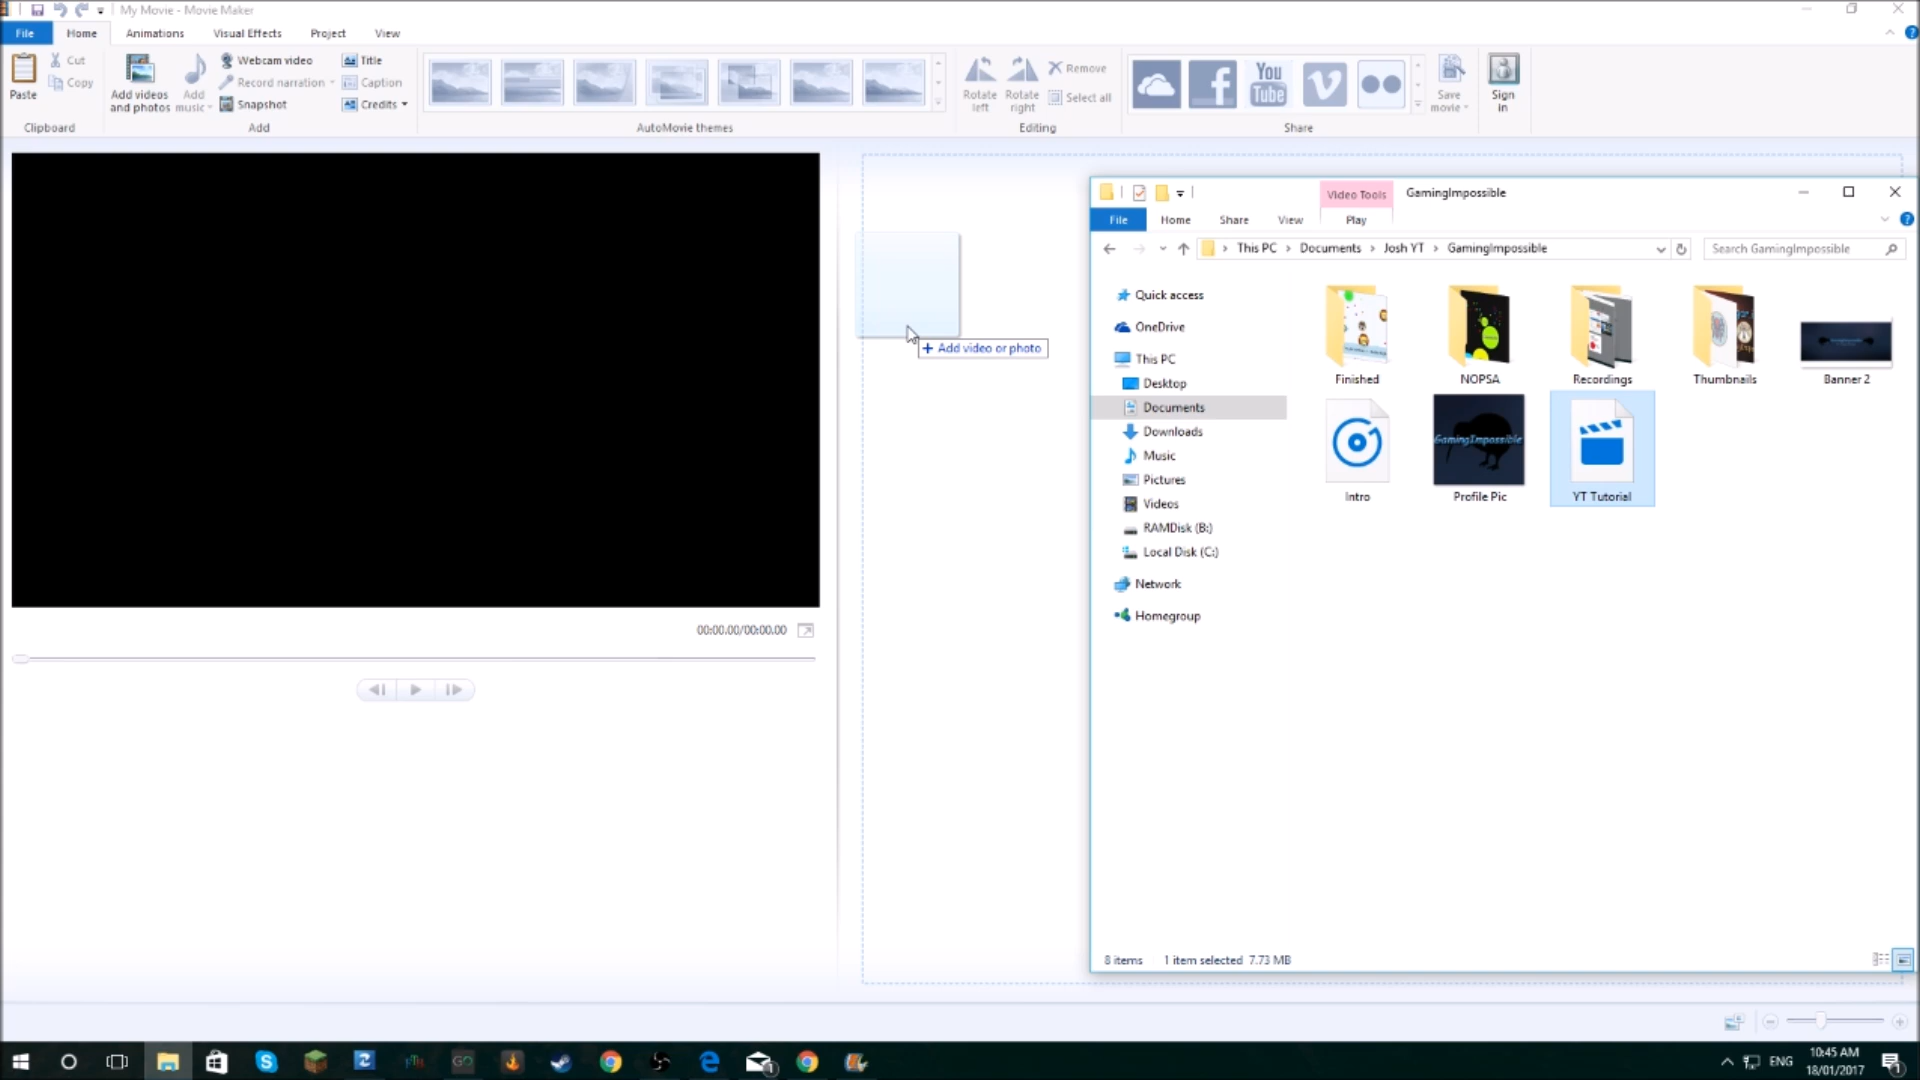 My Movie - Movie Maker
File Home Animations Visual Effects Project View
Paste
Cut
Copy
Clipboard
Add videos
and photos
Add
music
Webcam video
Record narration
Snapshot
Title
Caption
Credits
Add
AutoMovie themes
Rotate
left
Rotate
right
Remove
Select all
Editing
You
Tube
Share
Save
movie
Sign
in
00:00.00/00:00.00
+ Add video or photo
Video Tools GamingImpossible
File Home Share View Play
This PC > Documents > Josh YT > GamingImpossible
Search GamingImpossible
Quick access
OneDrive
This PC
Desktop
Documents
Downloads
Music
Pictures
Videos
RAMDisk (B:)
Local Disk (C:)
Network
Homegroup
Finished NOPSA Recordings Thumbnails Banner 2
GamingImpossible
Intro Profile Pic YT Tutorial
8 items 1 item selected 7.73 MB
GO
1
ENG
10:45 AM
18/01/2017
1